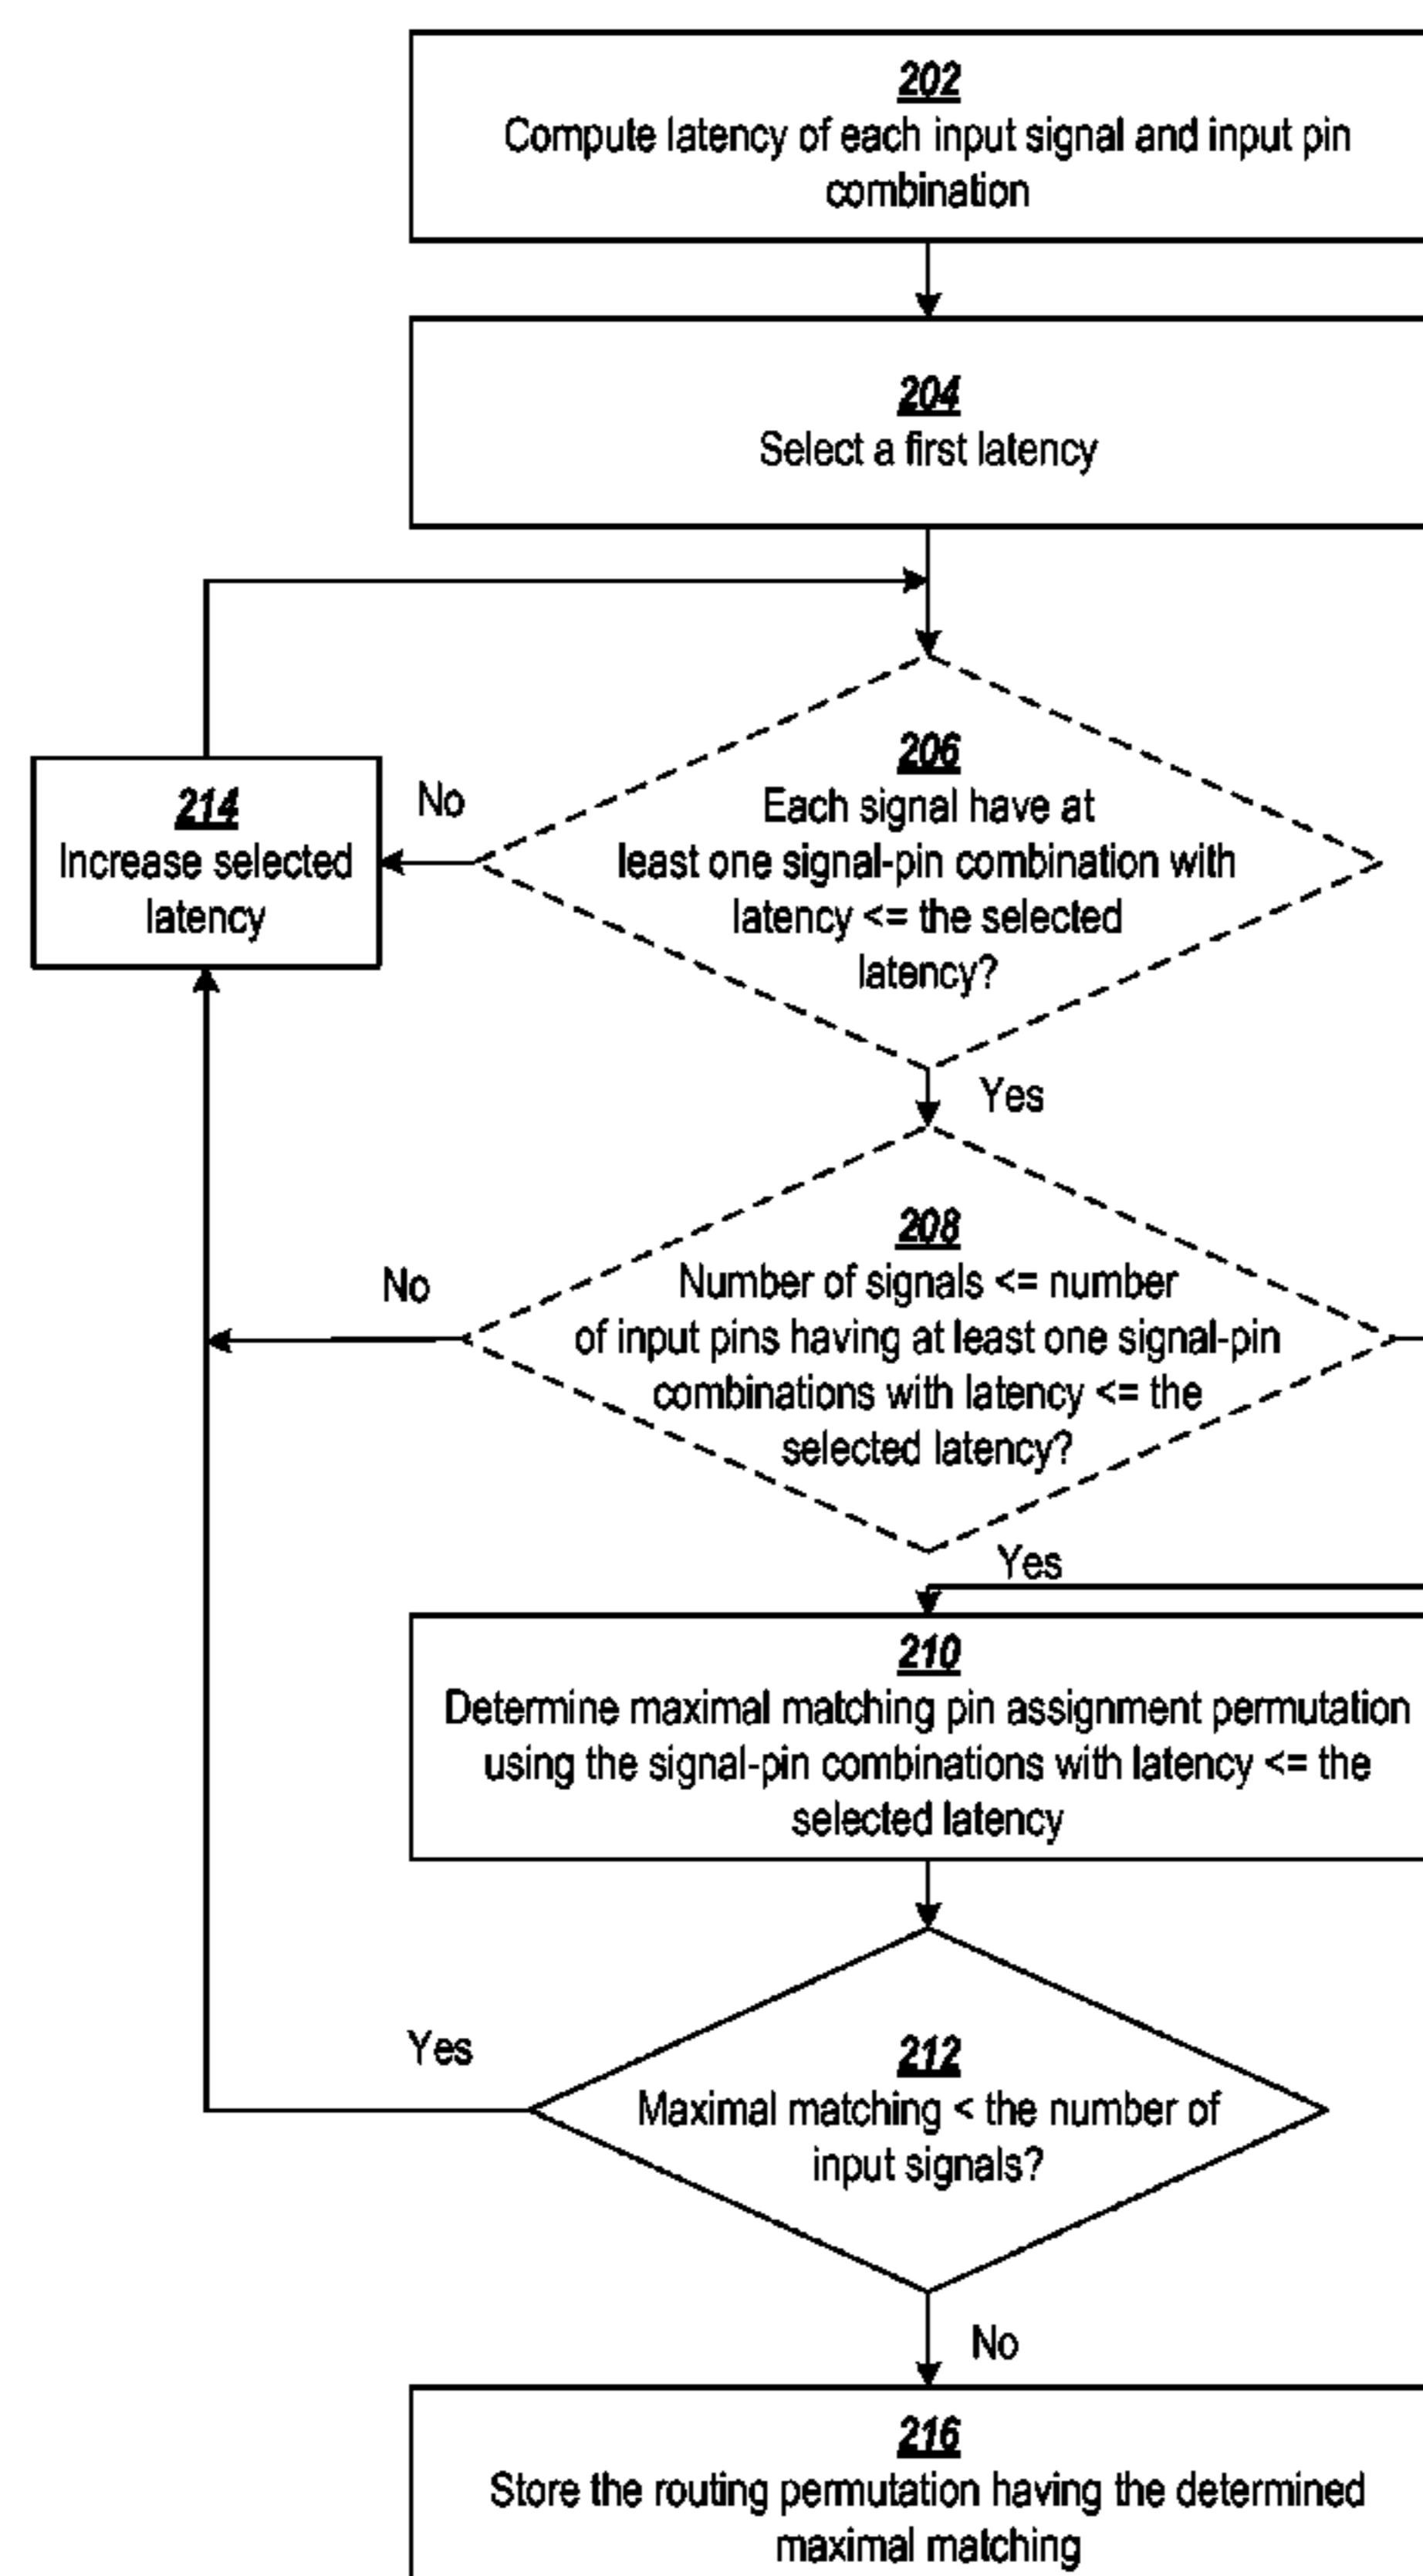 202
Compute latency of each input signal and input pin
combination
204
Select a first latency
206
Each signal have at
least one signal-pin combination with
latency <= the selected
latency?
No
214
Increase selected
latency
Yes
208
Number of signals <= number
of input pins having at least one signal-pin
combinations with latency <= the
selected latency?
No
Yes
210
Determine maximal matching pin assignment permutation
using the signal-pin combinations with latency <= the
selected latency
212
Maximal matching < the number of
input signals?
Yes
No
216
Store the routing permutation having the determined
maximal matching